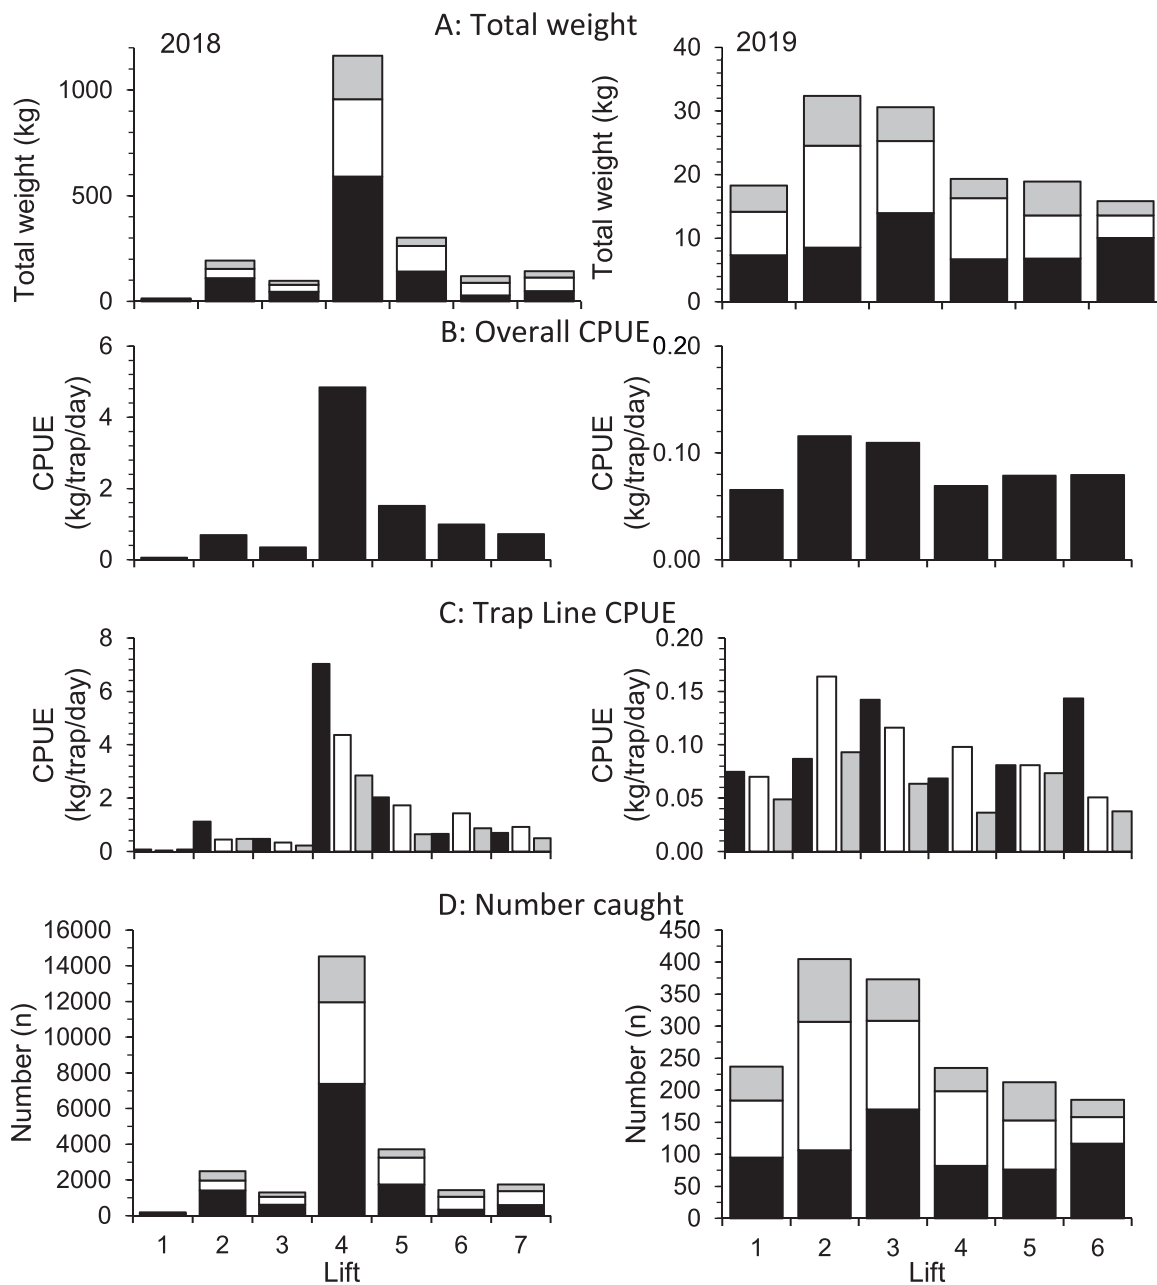 A: Total weight
2018
2019
Total weight (kg)
1000
500
0
Total weight (kg)
40
30
20
10
0
B: Overall CPUE
CPUE
(kg/trap/day)
6
4
2
0
CPUE
(kg/trap/day)
0.20
0.10
0.00
C: Trap Line CPUE
CPUE
(kg/trap/day)
8
6
4
2
0
CPUE
(kg/trap/day)
0.20
0.15
0.10
0.05
0.00
D: Number caught
Number (n)
16000
14000
12000
10000
8000
6000
4000
2000
0
1 2 3 4 5 6 7
Lift
Number (n)
450
400
350
300
250
200
150
100
50
0
1 2 3 4 5 6
Lift